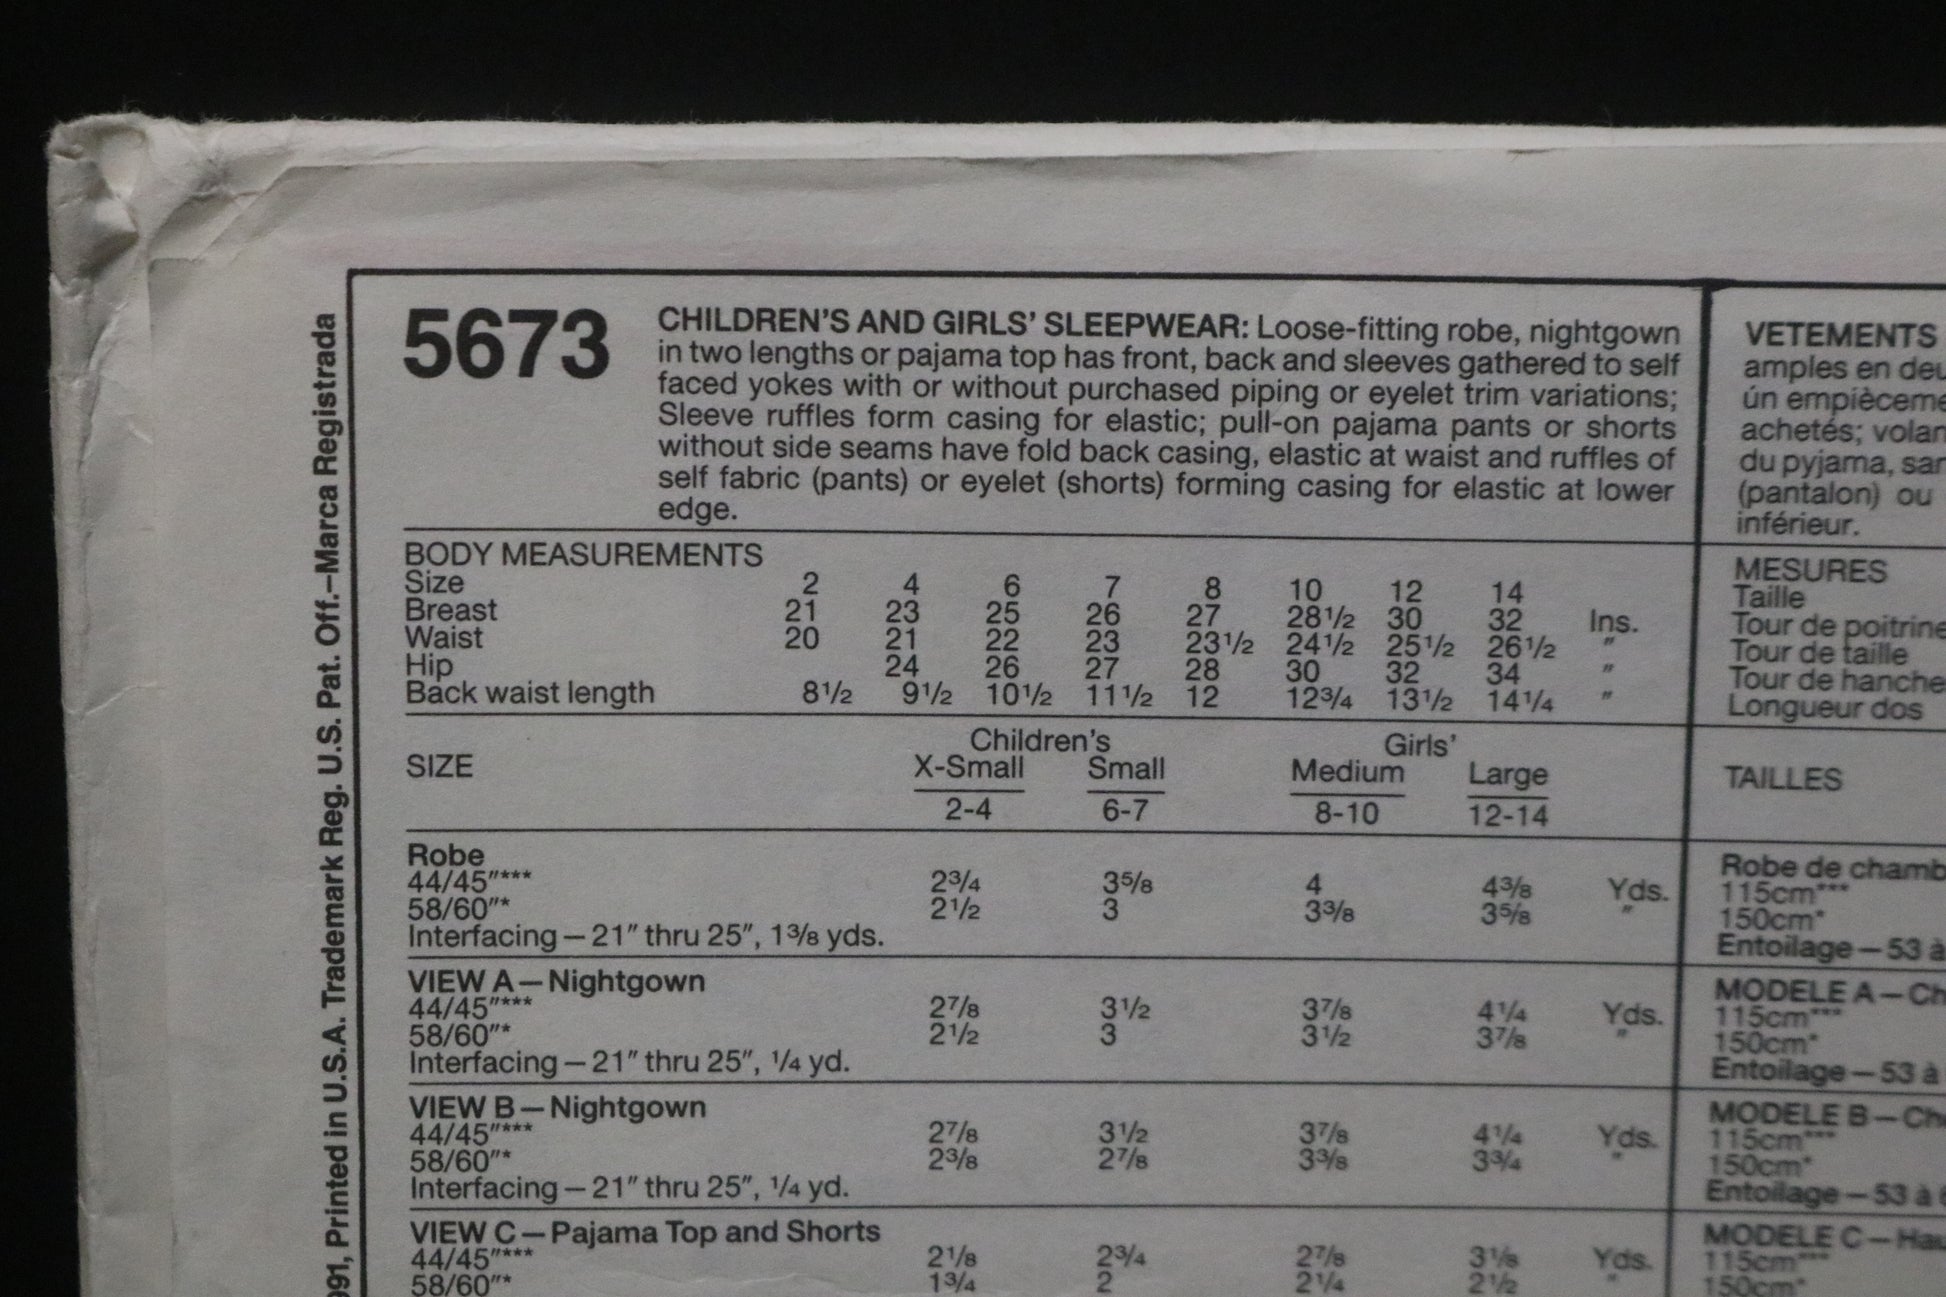 5673
CHILDREN'S AND GIRLS' SLEEPWEAR: Loose-fitting robe, nightgown
in two lengths or pajama top has front, back and sleeves gathered to self
faced yokes with or without purchased piping or eyelet trim variations;
Sleeve ruffles form casing for elastic; pull-on pajama pants or shorts
without side seams have fold back casing, elastic at waist and ruffles of
self fabric (pants) or eyelet (shorts) forming casing for elastic at lower
edge.
BODY MEASUREMENTS
Size 2 4 6 7 8 10 12 14
Breast 21 23 25 26 27 28½ 30 32 Ins.
Waist 20 21 22 23 23½ 24½ 25½ 26½ "
Hip 24 26 27 28 30 32 34 "
Back waist length 8½ 9½ 10½ 11½ 12 12¾ 13½ 14¼ "
Children's Girls'
SIZE X-Small Small Medium Large
2-4 6-7 8-10 12-14
Robe
44/45"*** 2¾ 3⅝ 4 4⅜ Yds.
58/60"* 2½ 3 3⅜ 3⅝ "
Interfacing — 21" thru 25", 1⅜ yds.
VIEW A — Nightgown
44/45"*** 2⅞ 3½ 3⅞ 4¼ Yds.
58/60"* 2½ 3 3½ 3⅞ "
Interfacing — 21" thru 25", ¼ yd.
VIEW B — Nightgown
44/45"*** 2⅞ 3½ 3⅞ 4¼ Yds.
58/60"* 2⅜ 2⅞ 3⅜ 3¾ "
Interfacing — 21" thru 25", ¼ yd.
VIEW C — Pajama Top and Shorts
44/45"*** 2⅛ 2¾ 2⅞ 3⅛ Yds.
58/60"* 1¾ 2 2¼ 2½ "
VETEMENTS
amples en deu
ún empièceme
achetés; volan
du pyjama, san
(pantalon) ou
inférieur.
MESURES
Taille
Tour de poitrine
Tour de taille
Tour de hanche
Longueur dos
TAILLES
Robe de chamb
115cm***
150cm*
Entoilage — 53 à
MODELE A — Ch
115cm***
150cm*
Entoilage — 53 à
MODELE B — Che
115cm***
150cm*
Entoilage — 53 à
MODELE C — Hau
115cm***
150cm*
991, Printed in U.S.A. Trademark Reg. U.S. Pat. Off.–Marca Registrada